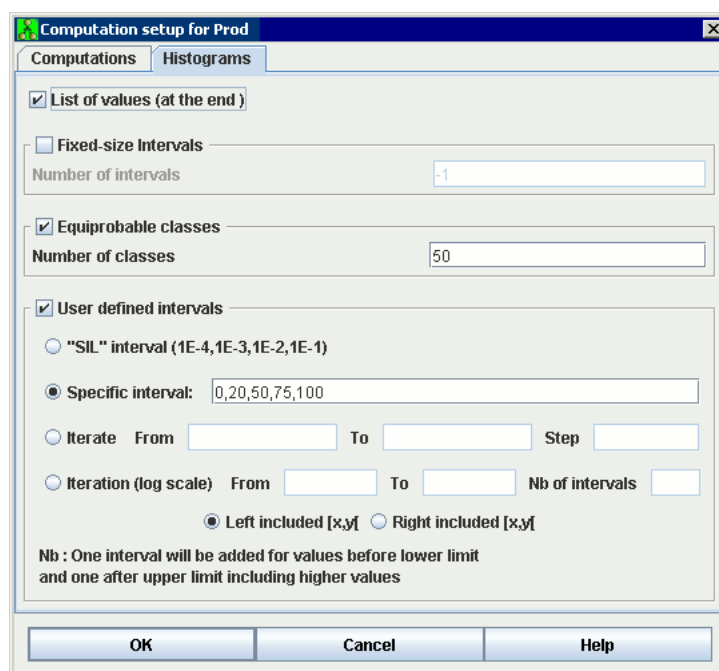 Computation setup for Prod
Computations Histograms
List of values (at the end )
Fixed-size Intervals
Number of intervals -1
Equiprobable classes
Number of classes 50
User defined intervals
"SIL" interval (1E-4,1E-3,1E-2,1E-1)
Specific interval: 0,20,50,75,100
Iterate From To Step
Iteration (log scale) From To Nb of intervals
Left included [x,y[ Right included [x,y[
Nb : One interval will be added for values before lower limit
and one after upper limit including higher values
OK Cancel Help